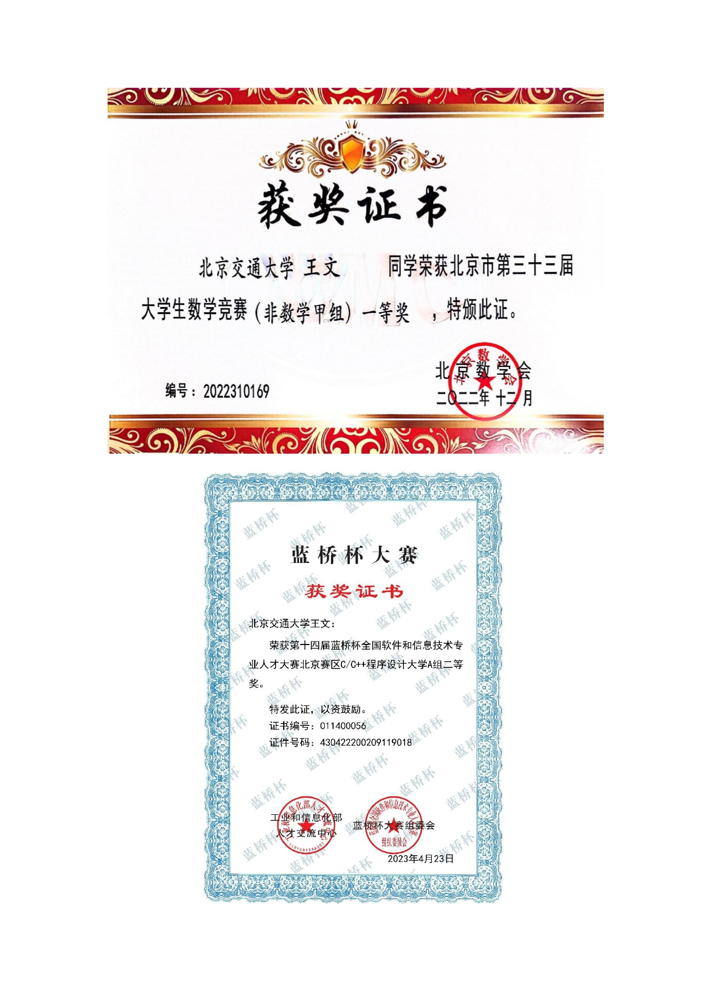 获奖证书
北京交通大学 王文 同学荣获北京市第三十三届
大学生数学竞赛（非数学甲组）一等奖 ，特颁此证。
北京数学会
编号：2022310169
二〇二二年 十二 月
蓝桥杯大赛
获奖证书
北京交通大学王文：
荣获第十四届蓝桥杯全国软件和信息技术专
业人才大赛北京赛区C/C++程序设计大学A组二等
奖。
特发此证，以资鼓励。
证书编号：011400056
证件号码：430422200209119018
工业和信息化部
人才交流中心
蓝桥杯大赛组委会
2023年4月23日